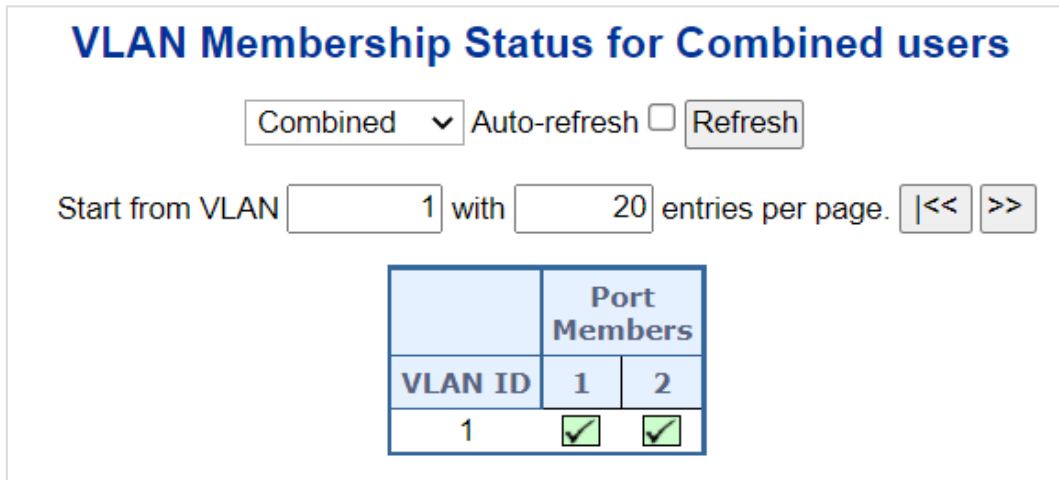 VLAN Membership Status for Combined users
Combined Auto-refresh Refresh
Start from VLAN 1 with 20 entries per page. |<< >>
Port
Members
VLAN ID 1 2
1